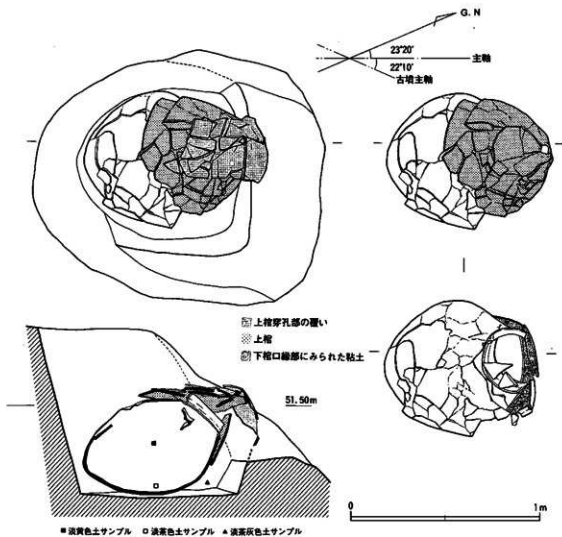 G.N
23°20′
主軸
22°10′
古墳主軸
上棺穿孔部の覆い
上棺
下棺口縁部にみられた粘土
51.50m
0 1m
■淡黄色土サンプル □淡茶色土サンプル ▲淡茶灰色土サンプル